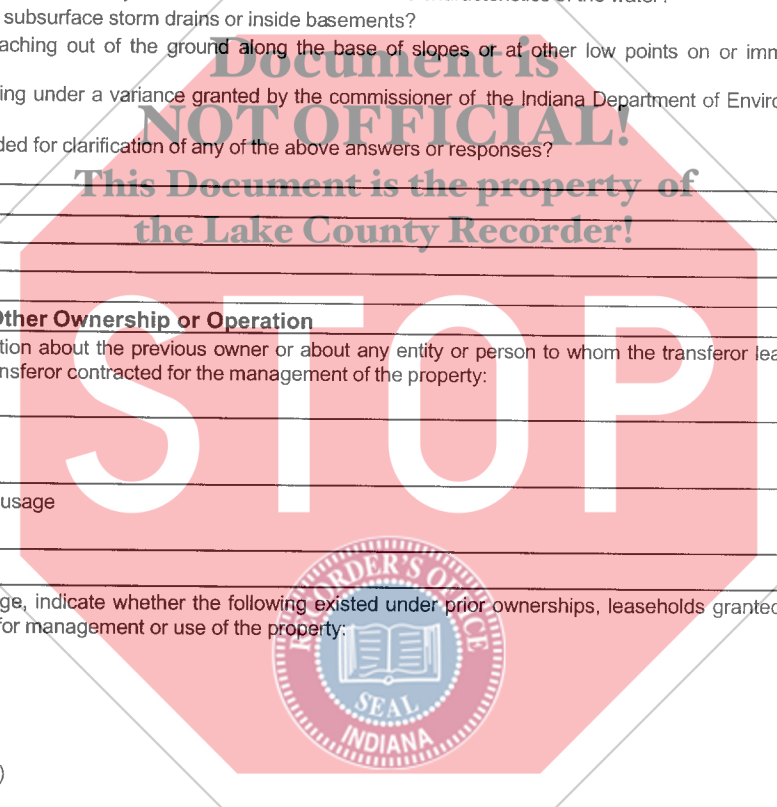 subsurface storm drains or inside basements?
aching out of the ground along the base of slopes or at other low points on or imm
Document is
ing under a variance granted by the commissioner of the Indiana Department of Enviro
NOT OFFICIAL!
ded for clarification of any of the above answers or responses?
This Document is the property of
the Lake County Recorder!
Other Ownership or Operation
tion about the previous owner or about any entity or person to whom the transferor lea
nsferor contracted for the management of the property:
STOP
usage
RECORDER'S OFFICE
ge, indicate whether the following existed under prior ownerships, leaseholds granted
for management or use of the property:
SEAL
INDIANA
)